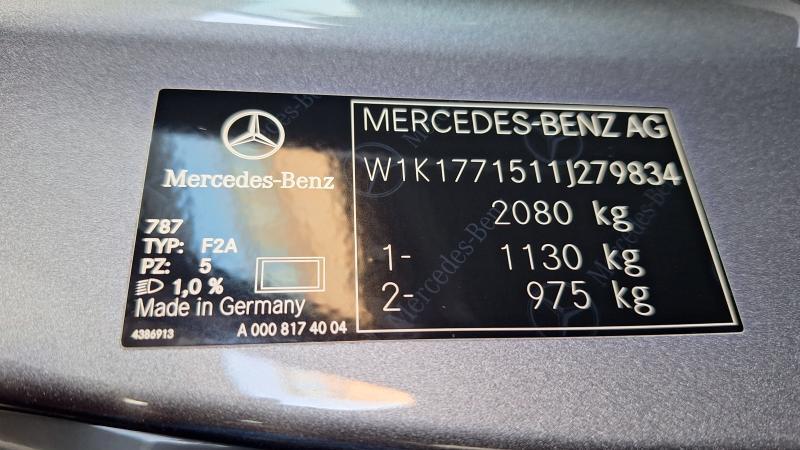 Mercedes-Benz
787
TYP: F2A
PZ: 5
1,0 %
Made in Germany
4386913 A 000 817 40 04
MERCEDES-BENZ AG
W1K1771511J279834
2080 kg
1- 1130 kg
2- 975 kg